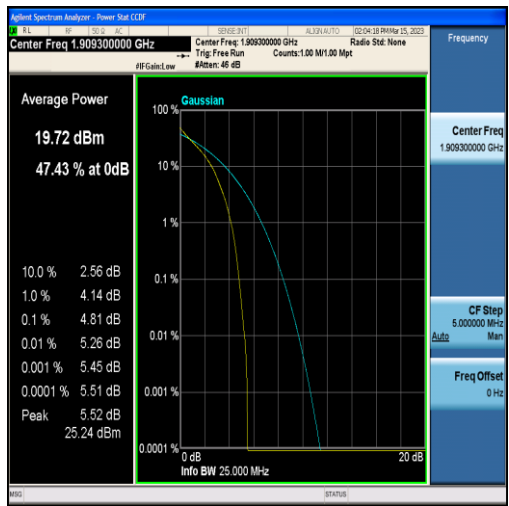 Agilent Spectrum Analyzer - Power Stat CCDF
RL RF 50 Ω AC SENSE:INT ALIGN AUTO 02:04:18 PM Mar 15, 2023
Center Freq 1.909300000 GHz
Center Freq: 1.909300000 GHz Radio Std: None
Trig: Free Run Counts:1.00 M/1.00 Mpt
#IFGain:Low #Atten: 46 dB
Frequency
Average Power
19.72 dBm
47.43 % at 0dB
10.0 % 2.56 dB
1.0 % 4.14 dB
0.1 % 4.81 dB
0.01 % 5.26 dB
0.001 % 5.45 dB
0.0001 % 5.51 dB
Peak 5.52 dB
25.24 dBm
Gaussian
100 %
10 %
1 %
0.1 %
0.01 %
0.001 %
0.0001 %
0 dB 20 dB
Info BW 25.000 MHz
Center Freq
1.909300000 GHz
CF Step
5.000000 MHz
Auto Man
Freq Offset
0 Hz
MSG STATUS